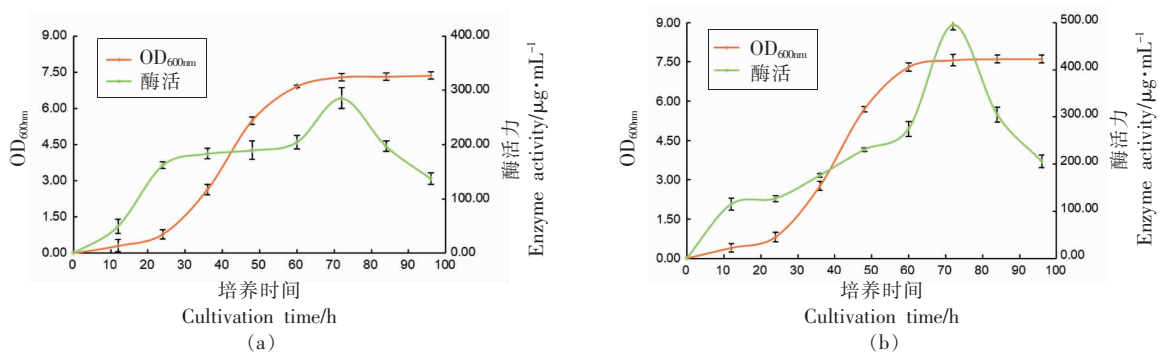 9.00
7.50
6.00
4.50
3.00
1.50
0.00
OD600nm
OD600nm
酶活
400.00
300.00
200.00
100.00
0.00
酶活力
Enzyme activity/μg·mL⁻¹
0 10 20 30 40 50 60 70 80 90 100
培养时间
Cultivation time/h
(a)
9.00
7.50
6.00
4.50
3.00
1.50
0.00
OD600nm
OD600nm
酶活
500.00
400.00
300.00
200.00
100.00
0.00
酶活力
Enzyme activity/μg·mL⁻¹
0 10 20 30 40 50 60 70 80 90 100
培养时间
Cultivation time/h
(b)